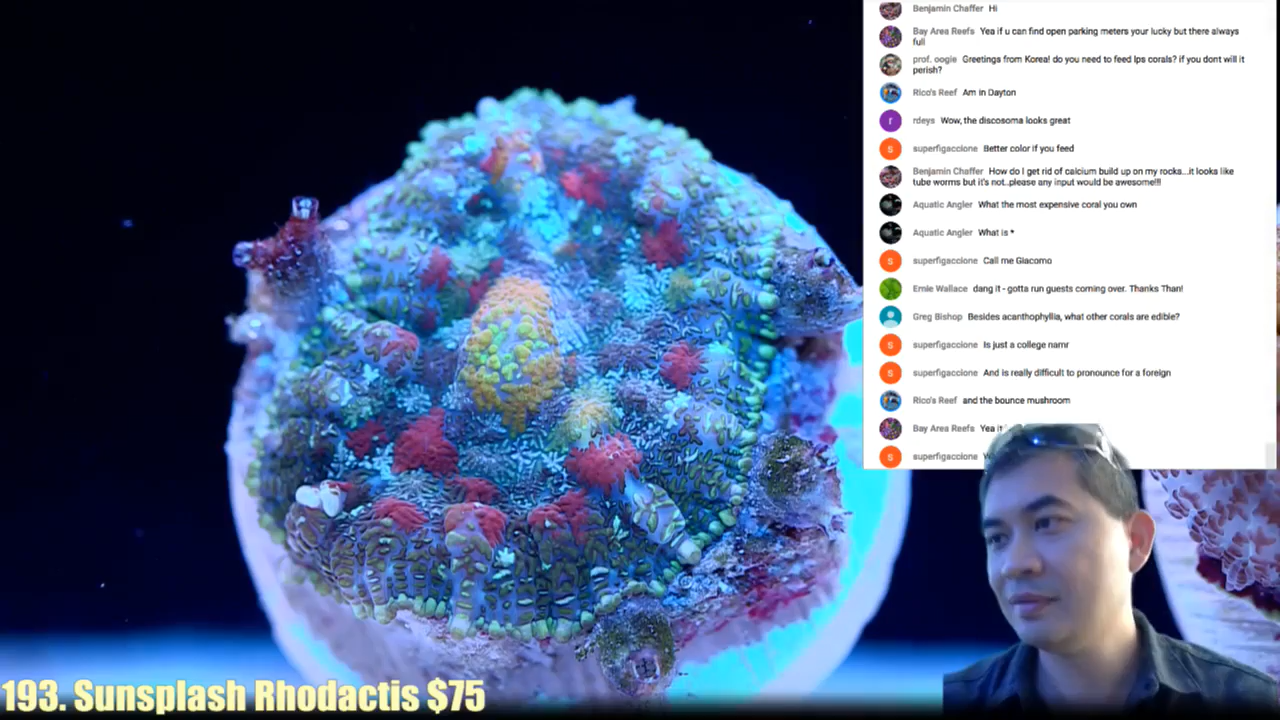 Benjamin Chaffer Hi
Bay Area Reefs Yea if u can find open parking meters your lucky but there always
full
prof. oogie Greetings from Korea! do you need to feed lps corals? if you dont will it
perish?
Rico's Reef Am in Dayton
r
rdeys Wow, the discosoma looks great
s
superfigaccione Better color if you feed
Benjamin Chaffer How do I get rid of calcium build up on my rocks...it looks like
tube worms but it's not..please any input would be awesome!!!
Aquatic Angler What the most expensive coral you own
Aquatic Angler What is *
s
superfigaccione Call me Giacomo
Ernie Wallace dang it - gotta run guests coming over. Thanks Than!
Greg Bishop Besides acanthophyllia, what other corals are edible?
s
superfigaccione Is just a college namr
s
superfigaccione And is really difficult to pronounce for a foreign
Rico's Reef and the bounce mushroom
Bay Area Reefs Yea it
s
superfigaccione
193. Sunsplash Rhodactis $75